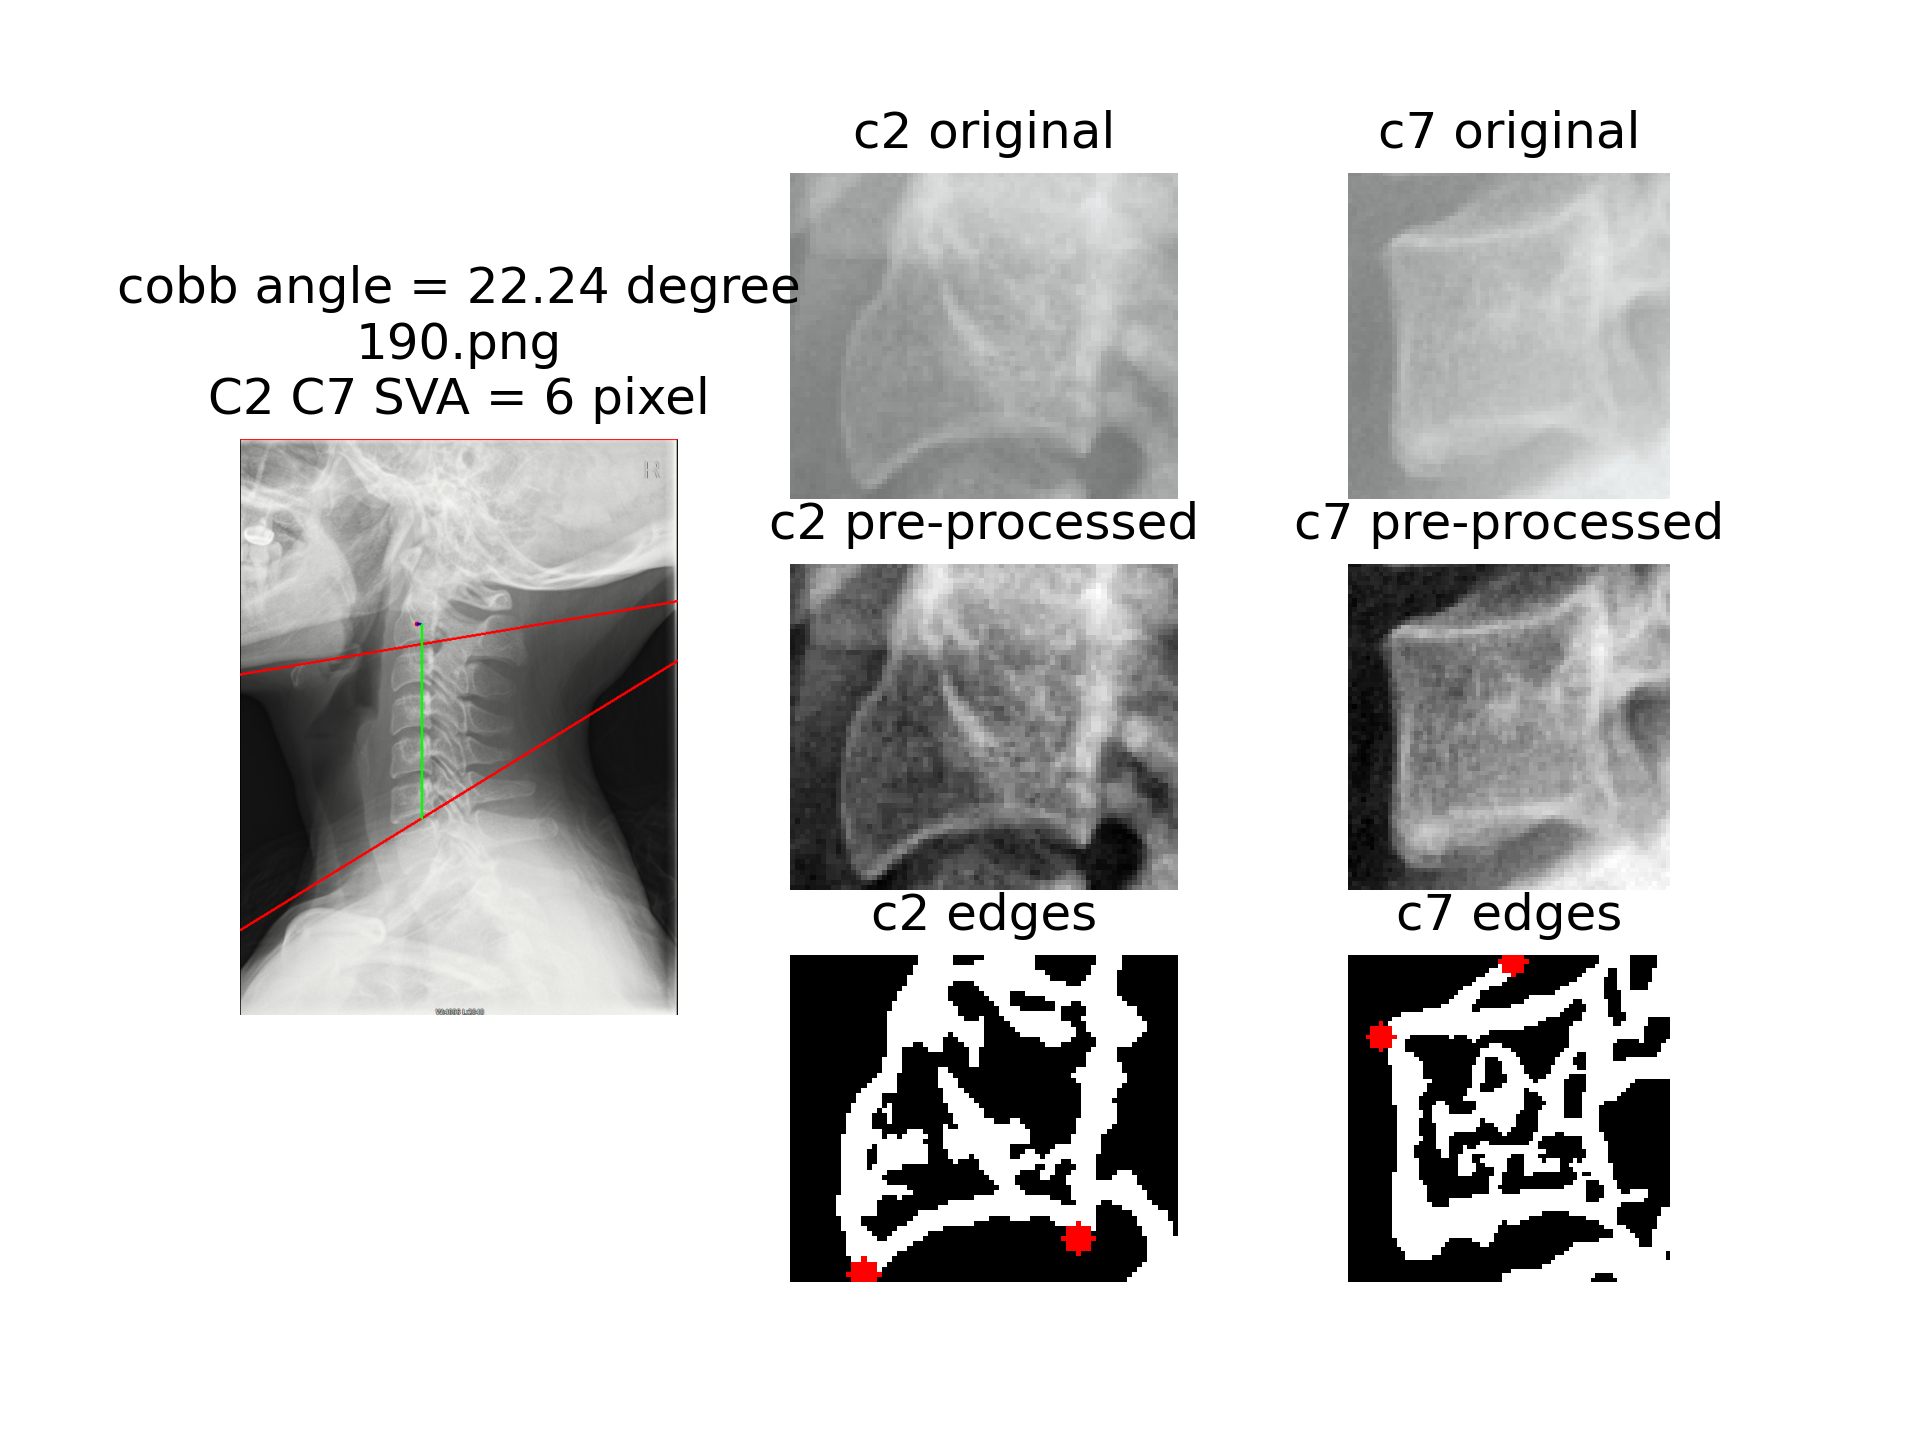 cobb angle = 22.24 degree
190.png
C2 C7 SVA = 6 pixel
R
c2 original
c7 original
c2 pre-processed
c7 pre-processed
c2 edges
c7 edges